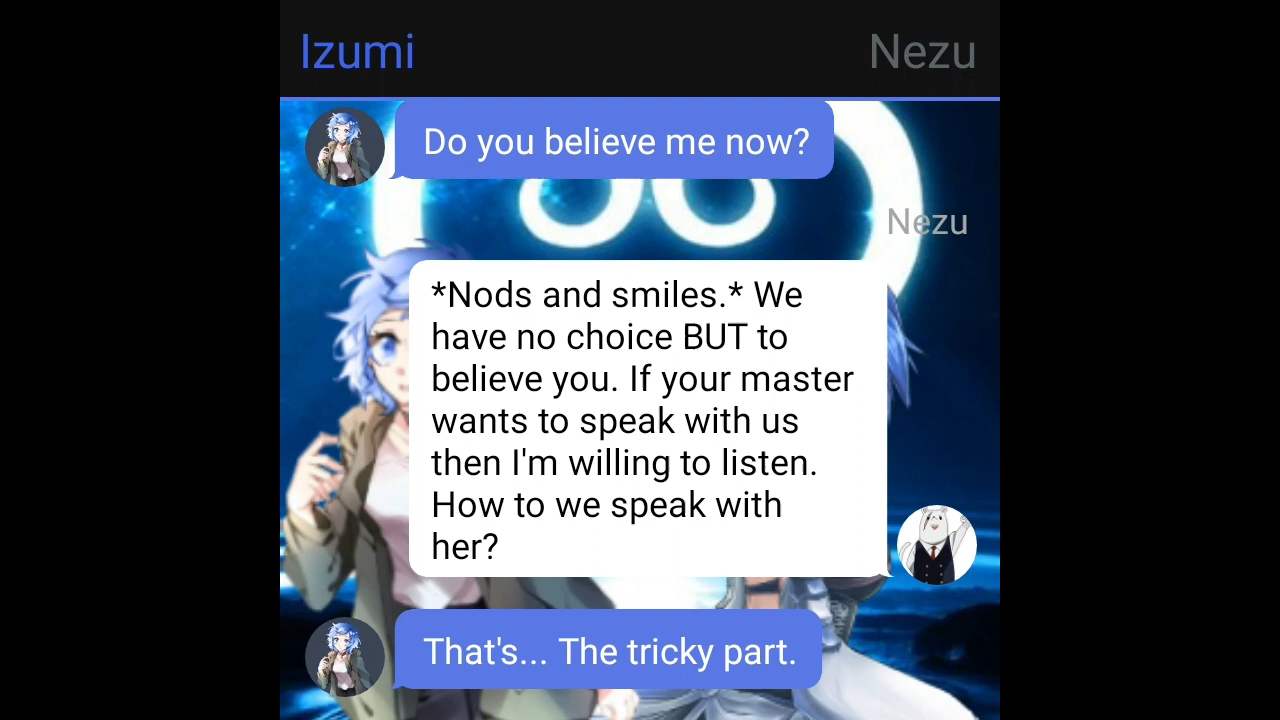 Izumi
Nezu
Do you believe me now?
Nezu
*Nods and smiles.* We
have no choice BUT to
believe you. If your master
wants to speak with us
then I'm willing to listen.
How to we speak with
her?
That's... The tricky part.